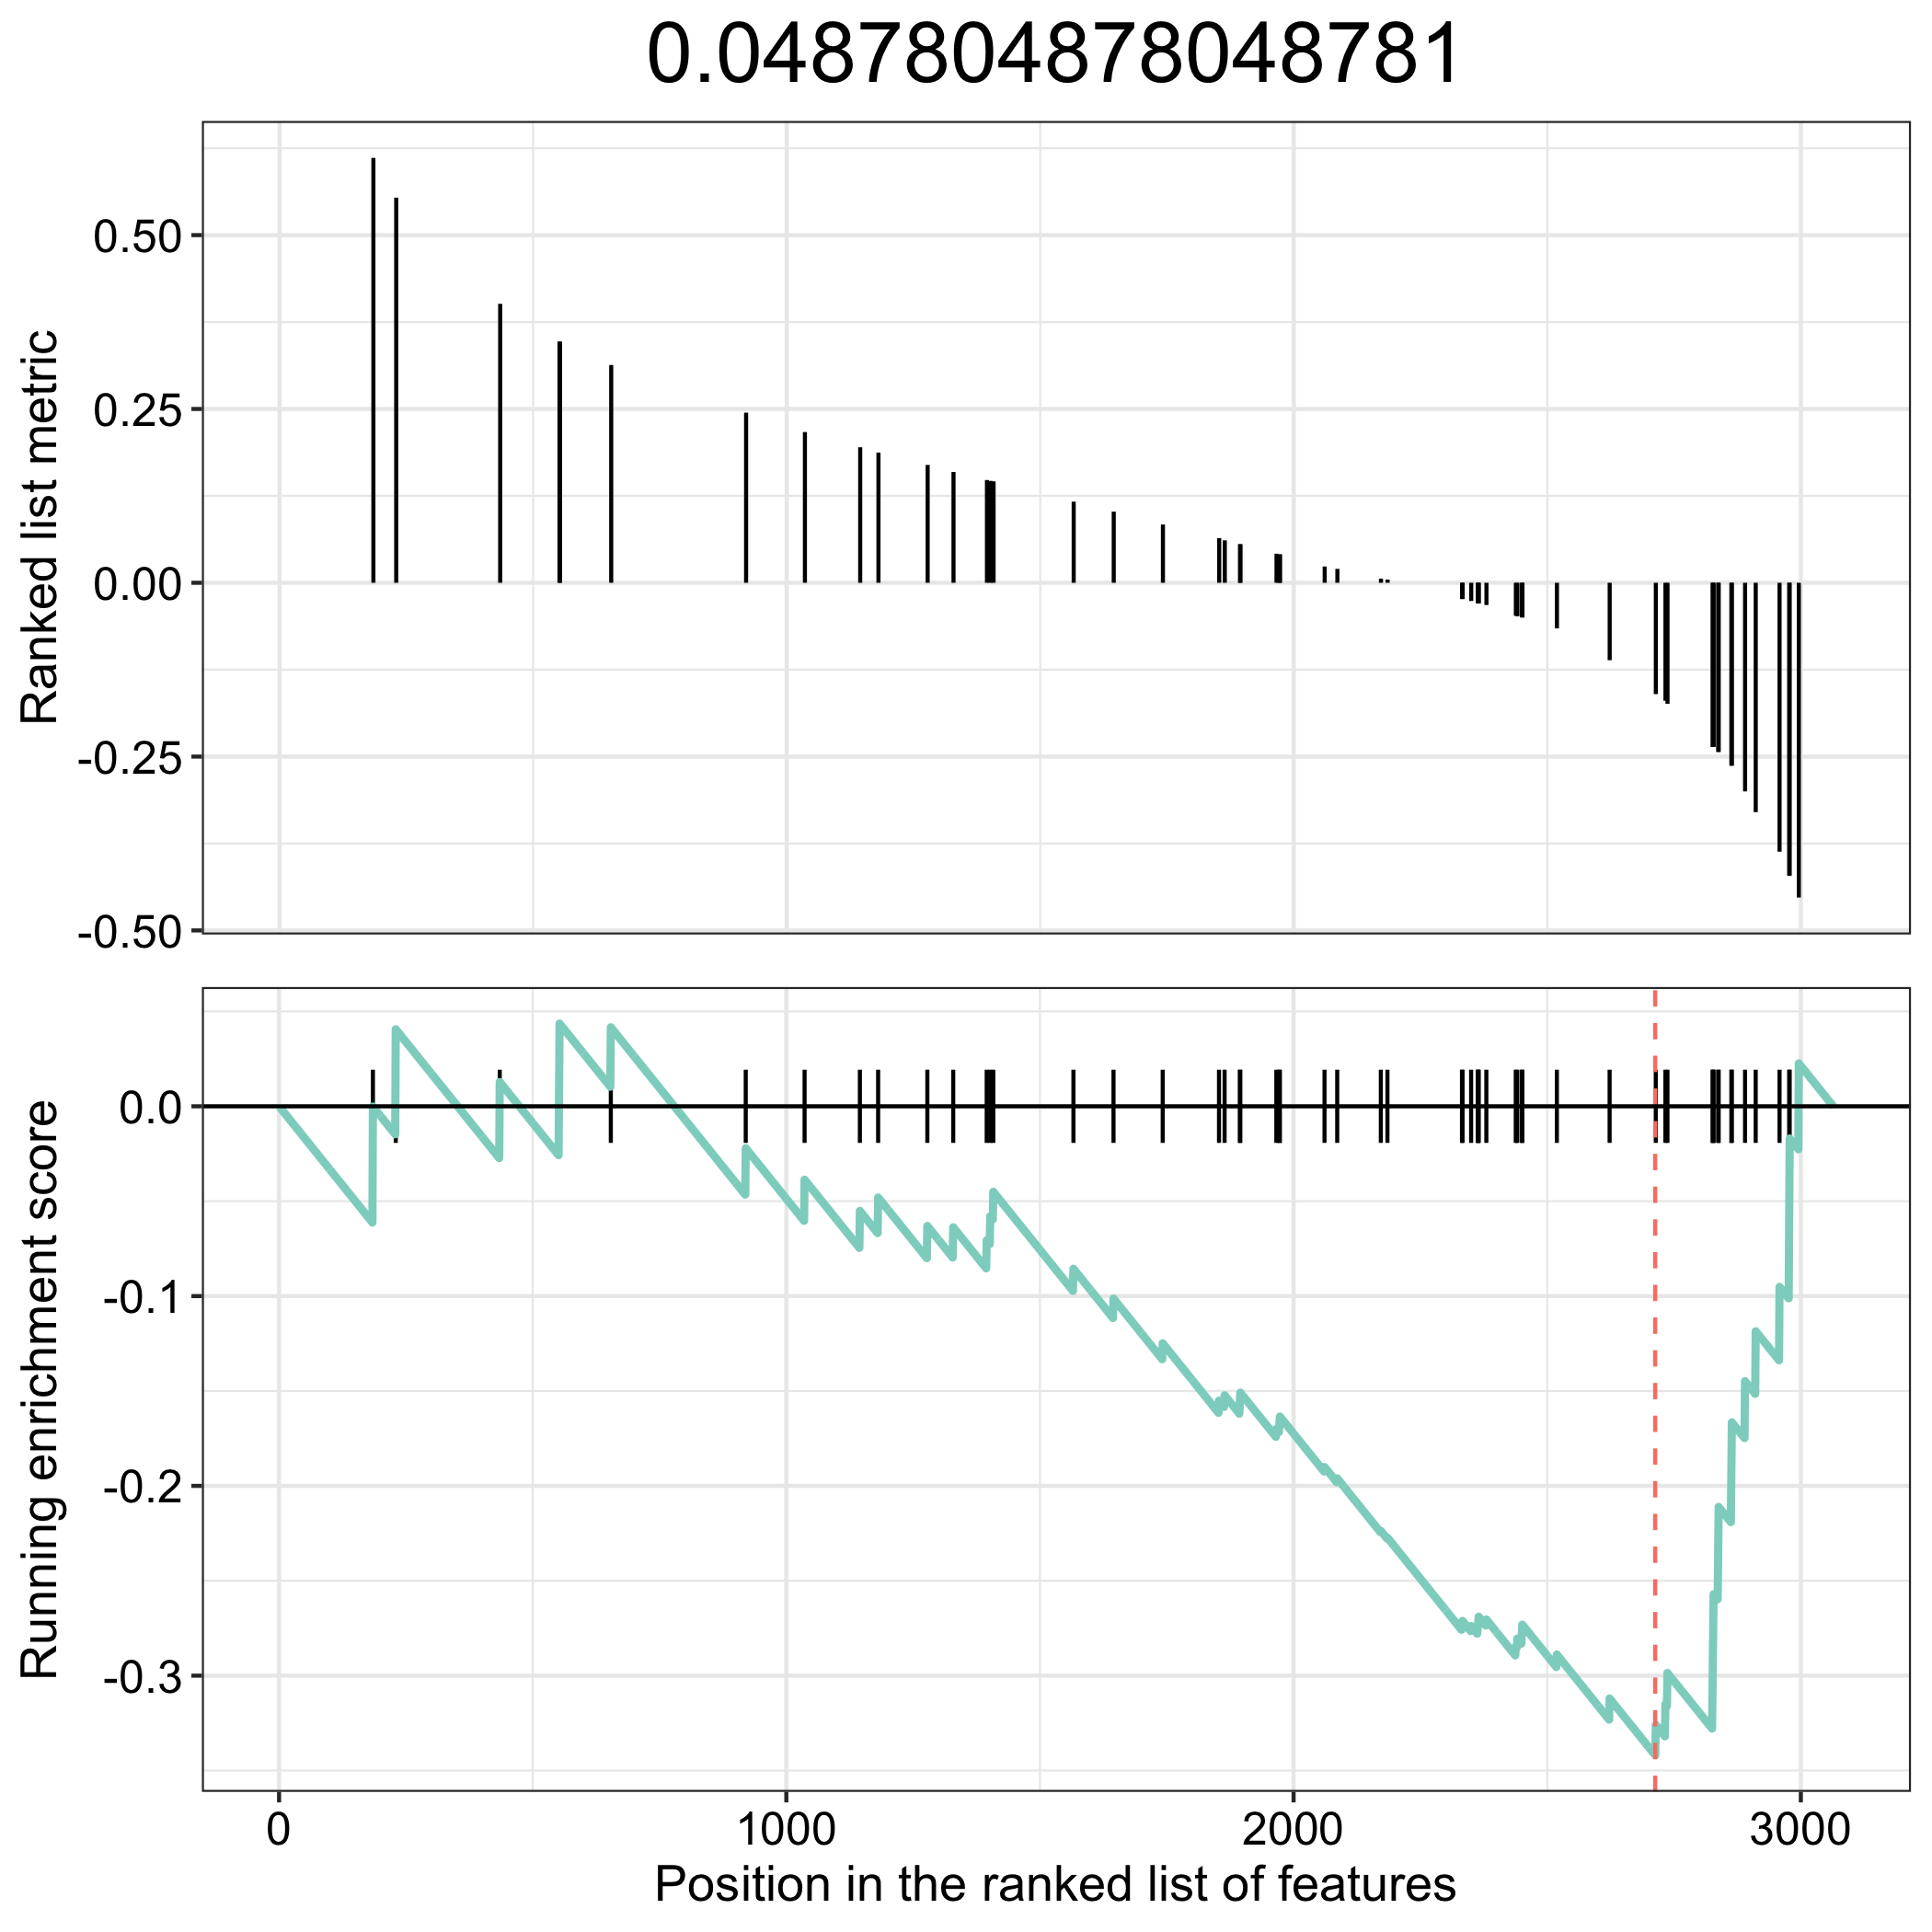 0.0487804878048781
Ranked list metric
0.50
0.25
0.00
-0.25
-0.50
Running enrichment score
0.0
-0.1
-0.2
-0.3
0 1000 2000 3000
Position in the ranked list of features